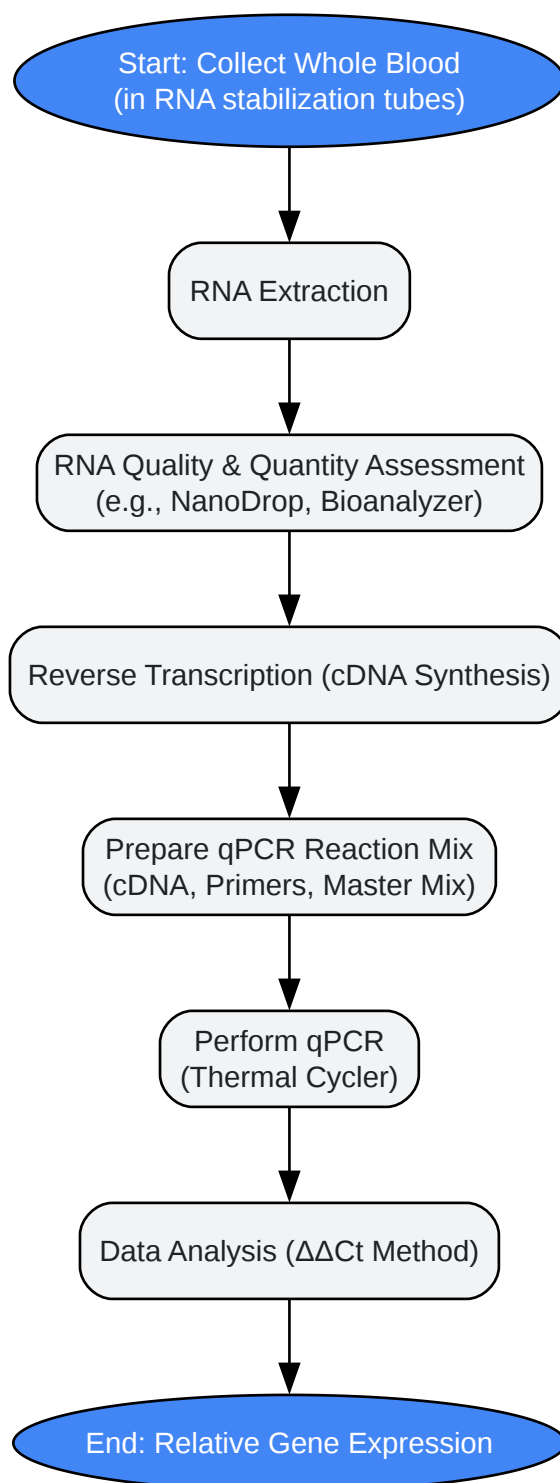 Start: Collect Whole Blood
(in RNA stabilization tubes)
RNA Extraction
RNA Quality & Quantity Assessment
(e.g., NanoDrop, Bioanalyzer)
Reverse Transcription (cDNA Synthesis)
Prepare qPCR Reaction Mix
(cDNA, Primers, Master Mix)
Perform qPCR
(Thermal Cycler)
Data Analysis (ΔΔCt Method)
End: Relative Gene Expression